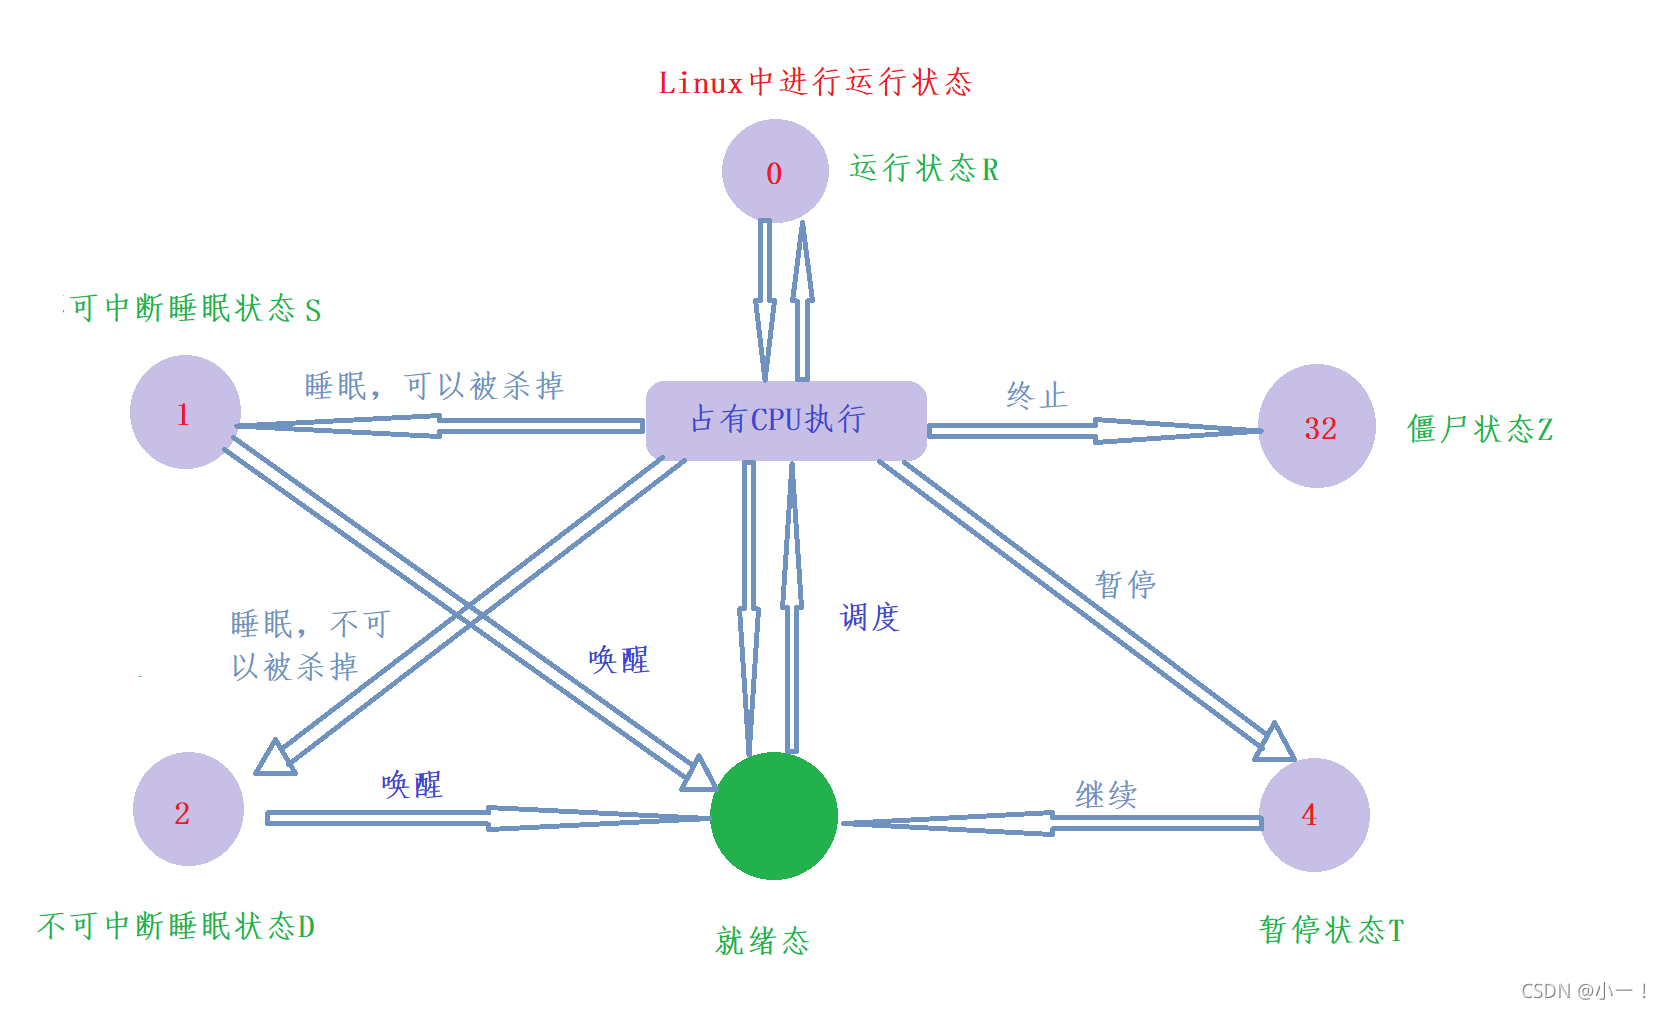 Linux中进行运行状态
0
运行状态R
可中断睡眠状态S
1
睡眠，可以被杀掉
占有CPU执行
终止
32
僵尸状态Z
睡眠，不可
以被杀掉
唤醒
调度
暂停
2
唤醒
继续
4
不可中断睡眠状态D
就绪态
暂停状态T
CSDN @小一！